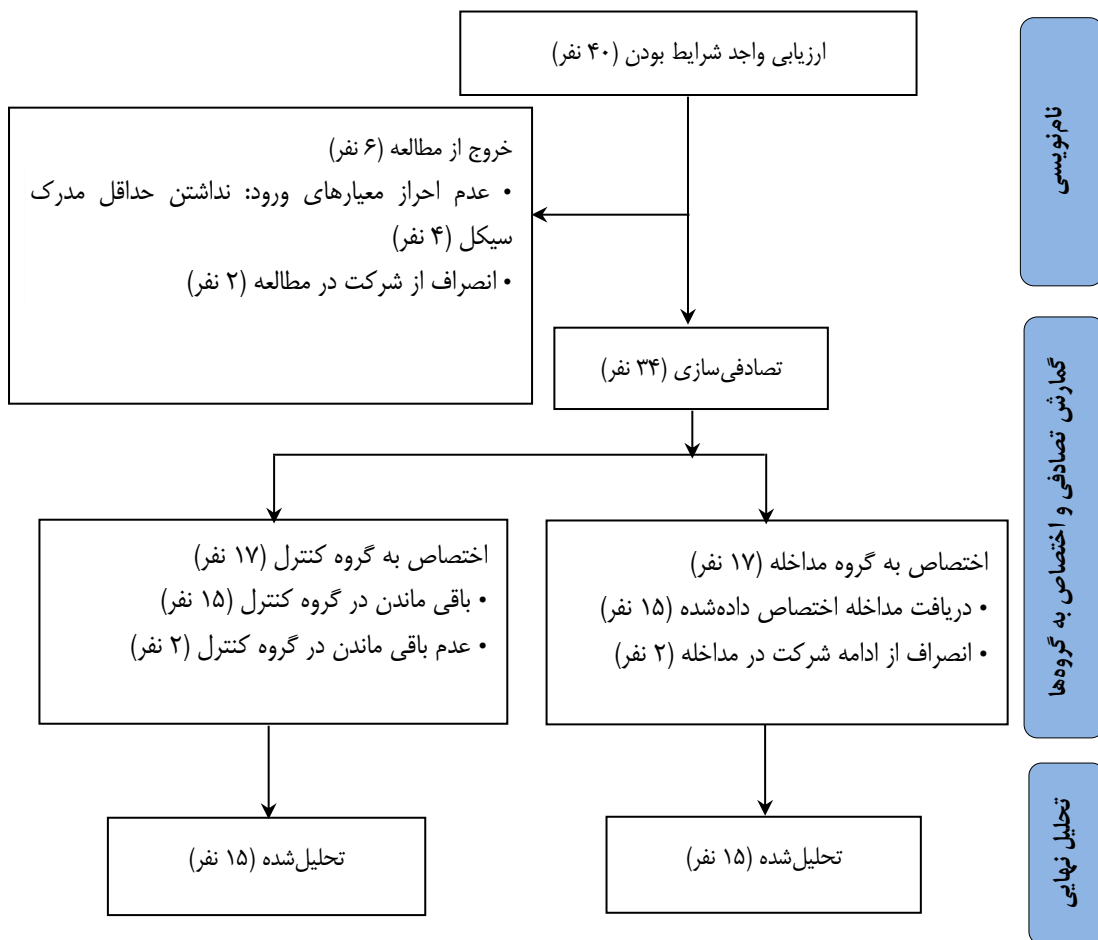 ارزیابی واجد شرایط بودن (۴۰ نفر)
نام‌نویسی
خروج از مطالعه (۶ نفر)
• عدم احراز معیارهای ورود: نداشتن حداقل مدرک
سیکل (۴ نفر)
• انصراف از شرکت در مطالعه (۲ نفر)
تصادفی‌سازی (۳۴ نفر)
گمارش تصادفی و اختصاص به گروه‌ها
اختصاص به گروه مداخله (۱۷ نفر)
• دریافت مداخله اختصاص داده‌شده (۱۵ نفر)
• انصراف از ادامه شرکت در مداخله (۲ نفر)
اختصاص به گروه کنترل (۱۷ نفر)
• باقی ماندن در گروه کنترل (۱۵ نفر)
• عدم باقی ماندن در گروه کنترل (۲ نفر)
تحلیل نهایی
تحلیل‌شده (۱۵ نفر)
تحلیل‌شده (۱۵ نفر)